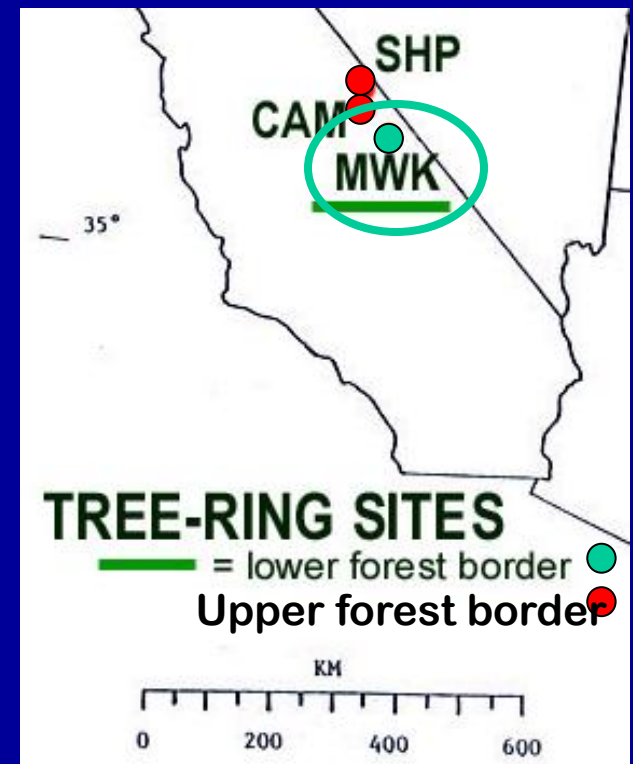 SHP
CAM
MWK
35°
TREE-RING SITES
= lower forest border
Upper forest border
KM
0 200 400 600